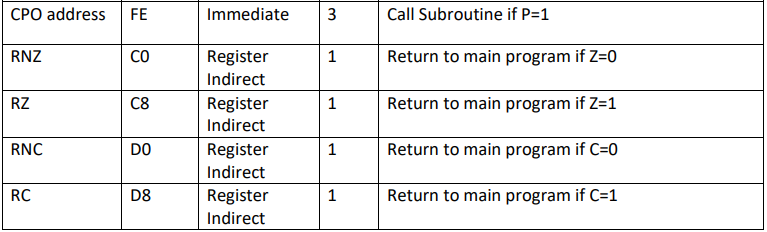 CPO address FE Immediate 3 Call Subroutine if P=1
RNZ C0 Register Indirect 1 Return to main program if Z=0
RZ C8 Register Indirect 1 Return to main program if Z=1
RNC D0 Register Indirect 1 Return to main program if C=0
RC D8 Register Indirect 1 Return to main program if C=1